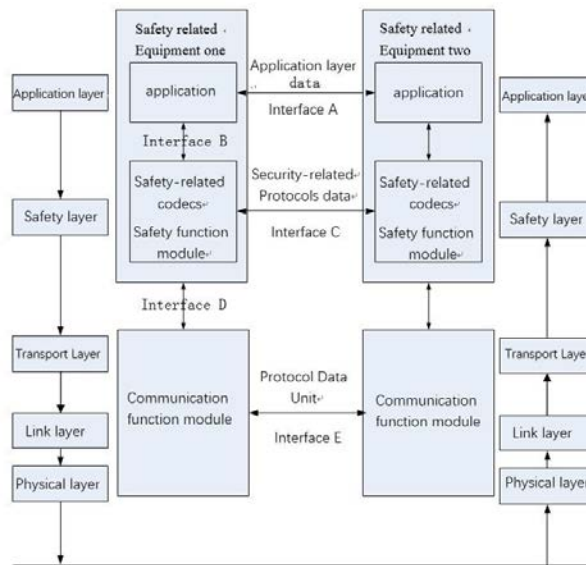 Safety related
Equipment one
Safety related
Equipment two
Application layer
application
Application layer
data
Interface A
application
Application layer
Interface B
Safety layer
Safety-related
codecs
Safety function
module
Security-related
Protocols data
Interface C
Safety-related
codecs
Safety function
module
Safety layer
Interface D
Transport Layer
Communication
function module
Protocol Data
Unit
Interface E
Communication
function module
Transport Layer
Link layer
Link layer
Physical layer
Physical layer